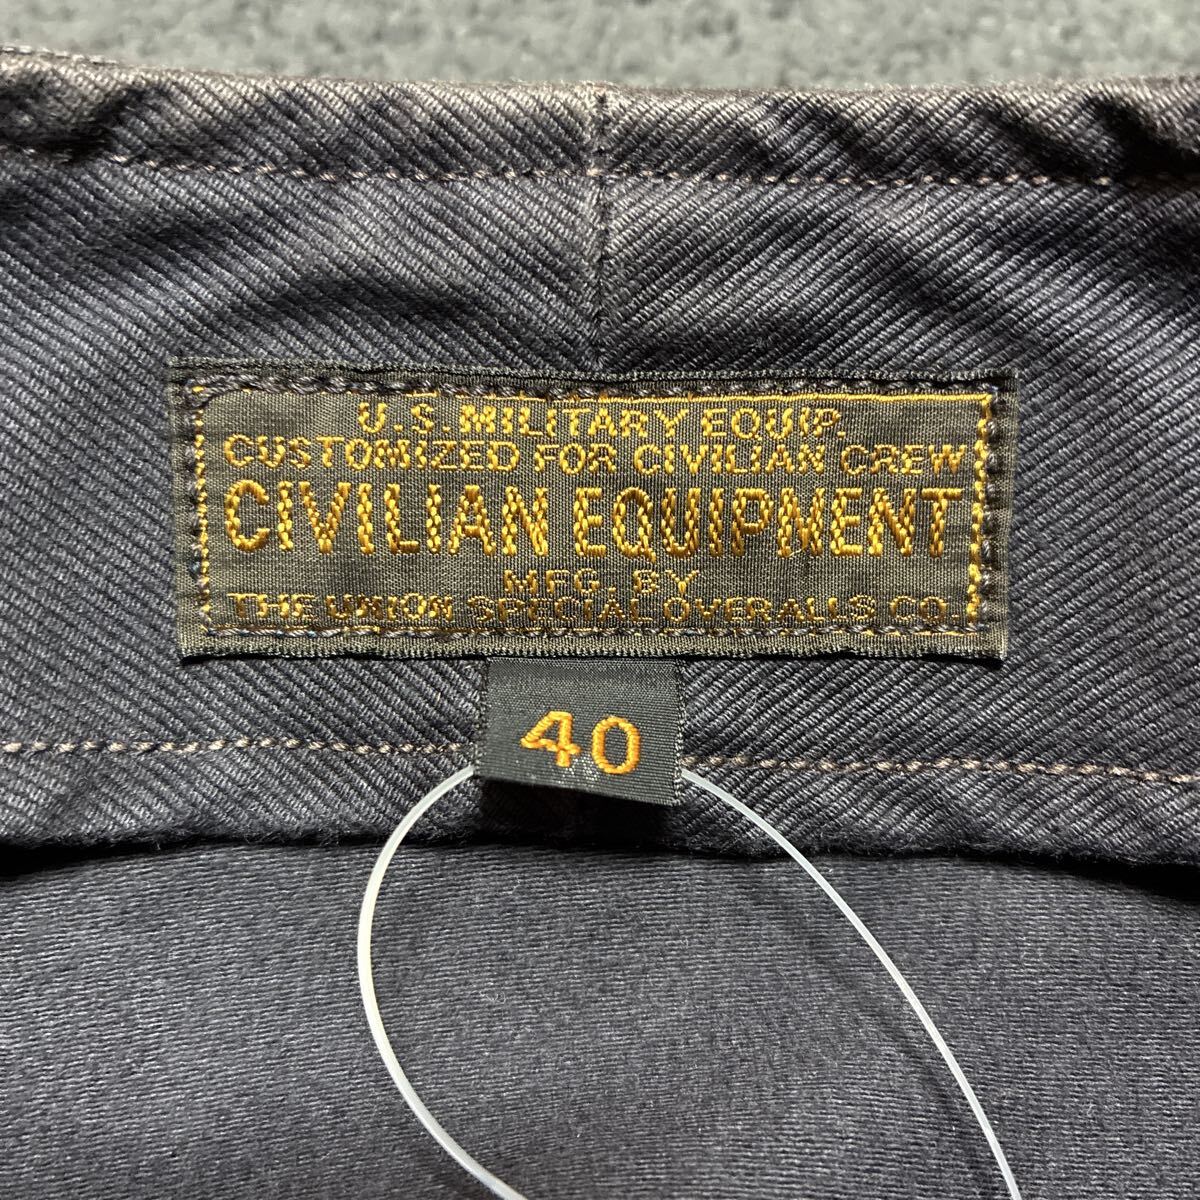 U.S.MILITARY EQUIP.
CUSTOMIZED FOR CIVILIAN CREW
CIVILIAN EQUIPMENT
MFG. BY
THE UNION SPECIAL OVERALLS CO.
40